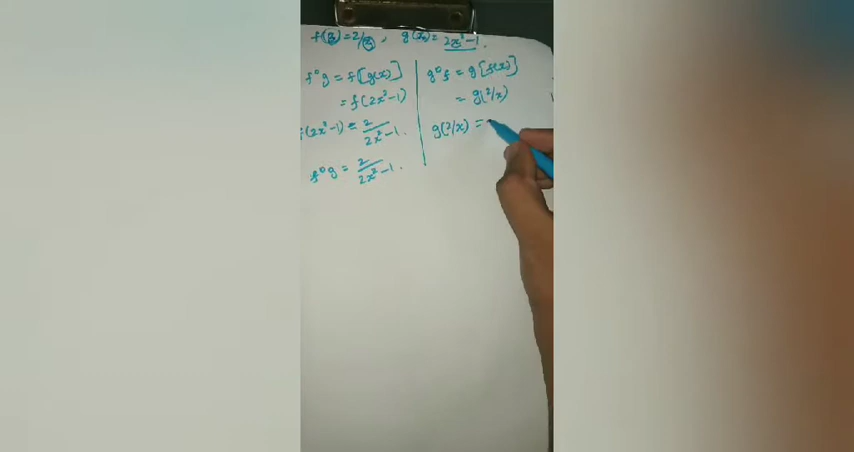 f(x) = 2/x , g(x) = 2x²-1.
f∘g = f[g(x)]
= f(2x²-1)
f(2x²-1) = 2/2x²-1.
f∘g = 2/2x²-1.
g∘f = g[f(x)]
= g(2/x)
g(2/x) =